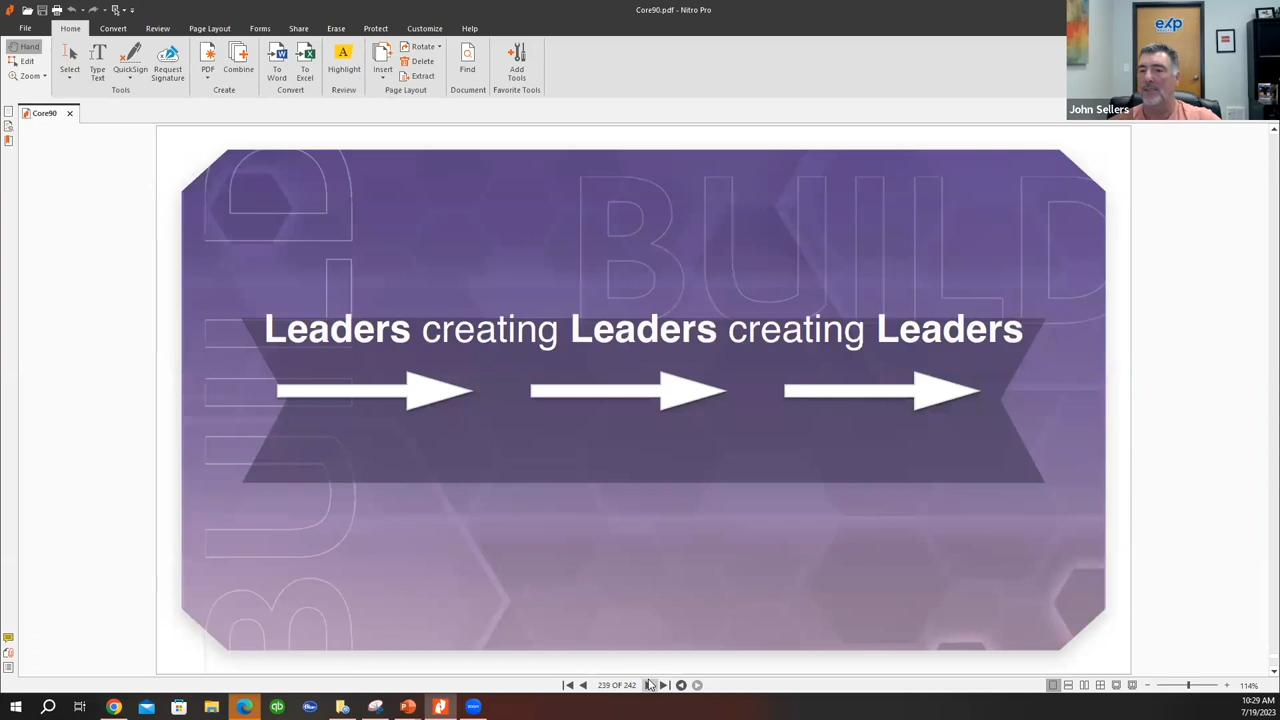 Core90.pdf - Nitro Pro
File Home Convert Review Page Layout Forms Share Erase Protect Customize Help
Hand
Edit
Zoom
Select
Type Text
QuickSign
Request Signature
Tools
PDF
Combine
Create
To Word
To Excel
Convert
Highlight
Review
Insert
Rotate
Delete
Extract
Page Layout
Find
Document
Add Tools
Favorite Tools
exp
John Sellers
Core90
BUILD
BUILD
Leaders creating Leaders creating Leaders
239 OF 242
114%
10:29 AM
7/19/2023